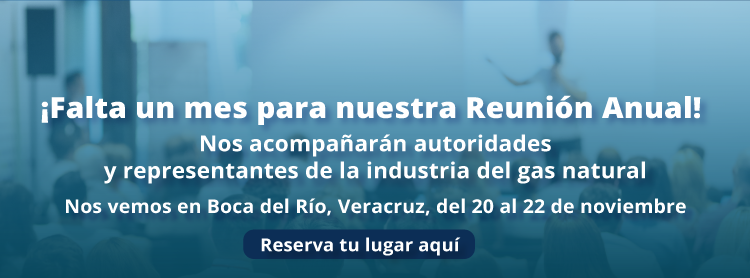 ¡Falta un mes para nuestra Reunión Anual!
Nos acompañarán autoridades
y representantes de la industria del gas natural
Nos vemos en Boca del Río, Veracruz, del 20 al 22 de noviembre
Reserva tu lugar aquí